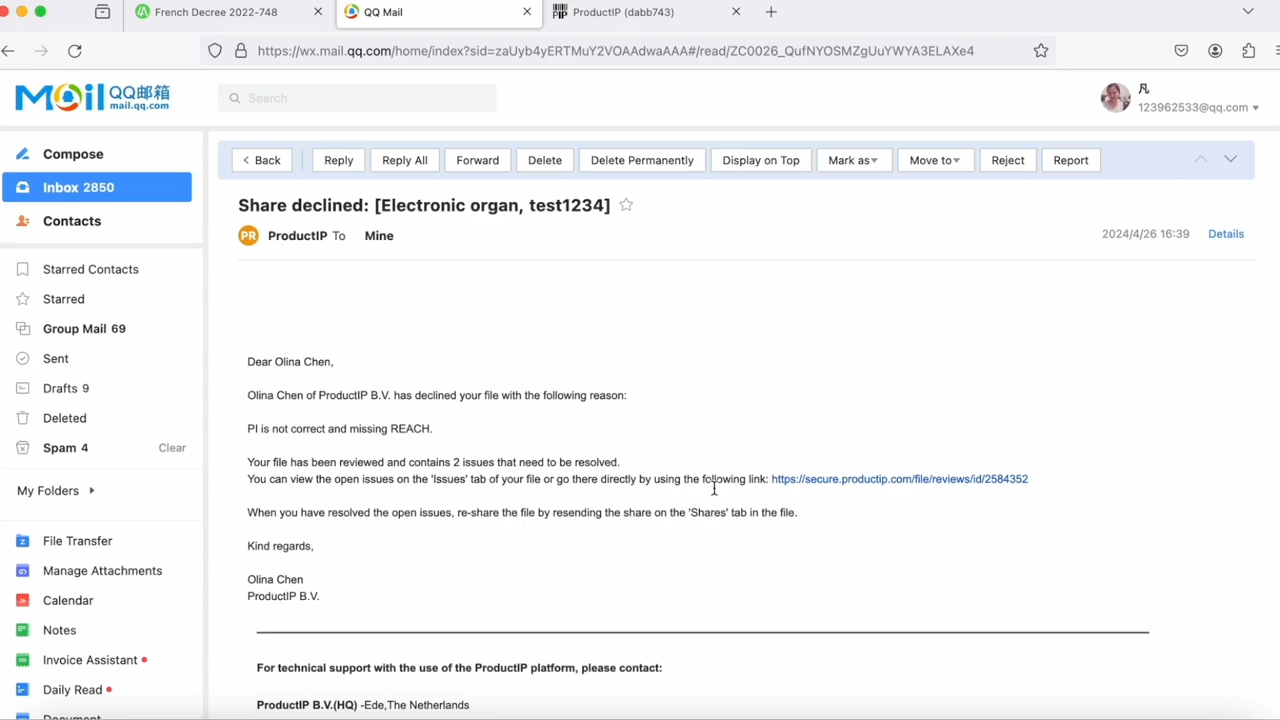 French Decree 2022-748
QQ Mail
ProductIP (dabb743)
https://wx.mail.qq.com/home/index?sid=zaUyb4yERTMuY2VOAAdwaAAA#/read/ZC0026_QufNYOSMZgUuYWYA3ELAXe4
Mail QQ邮箱
mail.qq.com
Search
凡
123962533@qq.com
Compose
Inbox 2850
Contacts
Starred Contacts
Starred
Group Mail 69
Sent
Drafts 9
Deleted
Spam 4 Clear
My Folders
File Transfer
Manage Attachments
Calendar
Notes
Invoice Assistant
Daily Read
Document
Back Reply Reply All Forward Delete Delete Permanently Display on Top Mark as Move to Reject Report
Share declined: [Electronic organ, test1234]
PR ProductIP To Mine
2024/4/26 16:39 Details
Dear Olina Chen,
Olina Chen of ProductIP B.V. has declined your file with the following reason:
PI is not correct and missing REACH.
Your file has been reviewed and contains 2 issues that need to be resolved.
You can view the open issues on the 'Issues' tab of your file or go there directly by using the following link: https://secure.productip.com/file/reviews/id/2584352
When you have resolved the open issues, re-share the file by resending the share on the 'Shares' tab in the file.
Kind regards,
Olina Chen
ProductIP B.V.
For technical support with the use of the ProductIP platform, please contact:
ProductIP B.V.(HQ) -Ede,The Netherlands